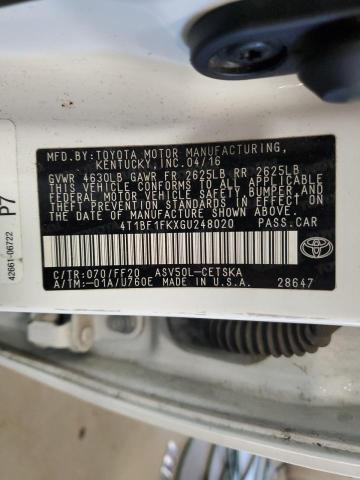 MFD.BY:TOYOTA MOTOR MANUFACTURING,
KENTUCKY,INC.04/16
GVWR 4630LB GAWR FR 2625LB RR 2625LB
THIS VEHICLE CONFORMS TO ALL APPLICABLE
FEDERAL MOTOR VEHICLE SAFETY, BUMPER, AND
THEFT PREVENTION STANDARDS IN EFFECT ON
THE DATE OF MANUFACTURE SHOWN ABOVE.
4T1BF1FKXGU248020 PASS.CAR
C/TR:070/FF20 ASV50L-CETSKA
A/TM:-01A/U760E MADE IN U.S.A. 28647
TOYOTA
42661-06722 P7